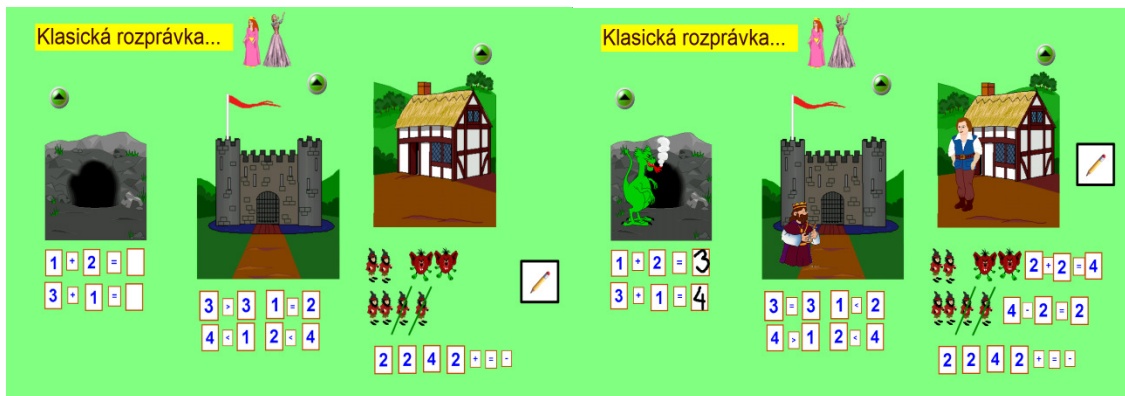 Klasická rozprávka...
1 + 2 =
3 + 1 =
3 > 3 1 = 2
4 < 1 2 < 4
2 2 4 2 + = -
Klasická rozprávka...
1 + 2 = 3
3 + 1 = 4
3 = 3 1 < 2
4 > 1 2 < 4
2 + 2 = 4
4 - 2 = 2
2 2 4 2 + = -